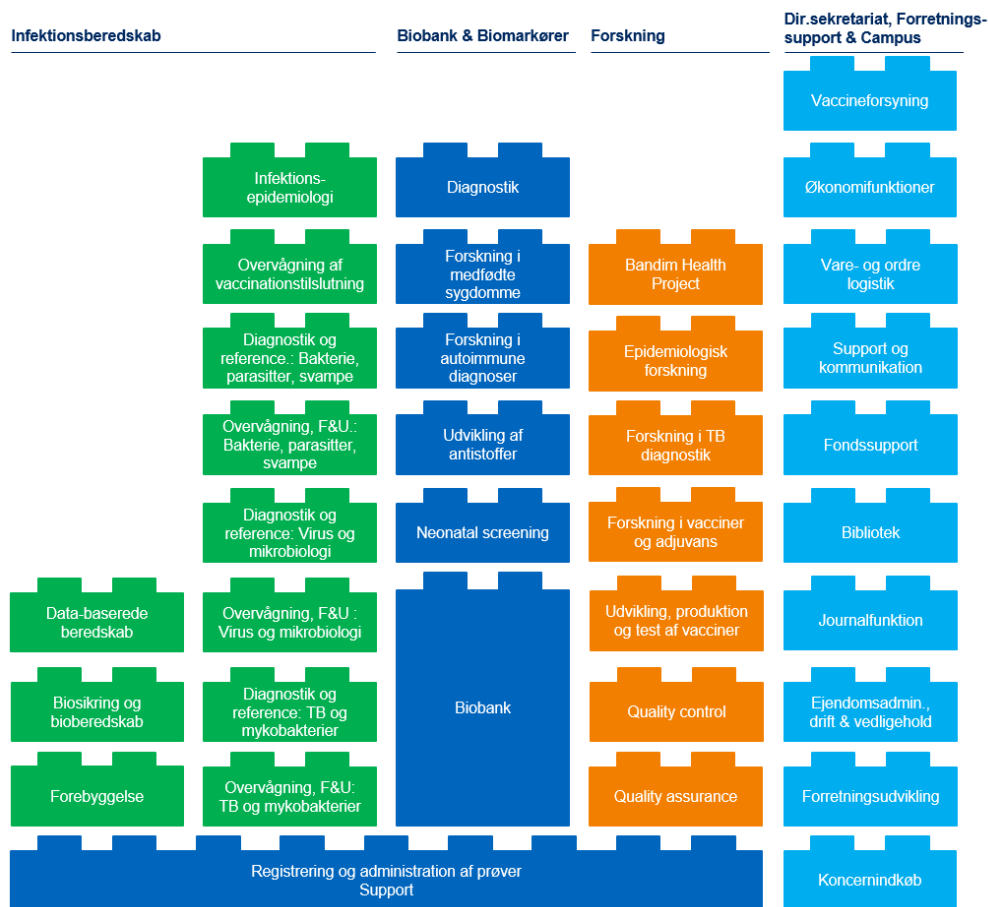 Infektionsberedskab
Biobank & Biomarkører
Forskning
Dir.sekretariat, Forretnings-
support & Campus
Vaccineforsyning
Infektions-
epidemiologi
Diagnostik
Økonomifunktioner
Overvågning af
vaccinationstilslutning
Forskning i
medfødte
sygdomme
Bandim Health
Project
Vare- og ordre
logistik
Diagnostik og
reference.: Bakterie,
parasitter, svampe
Forskning i
autoimmune
diagnoser
Epidemiologisk
forskning
Support og
kommunikation
Overvågning, F&U.:
Bakterie, parasitter,
svampe
Udvikling af
antistoffer
Forskning i TB
diagnostik
Fondssupport
Diagnostik og
reference: Virus og
mikrobiologi
Neonatal screening
Forskning i vacciner
og adjuvans
Bibliotek
Data-baserede
beredskab
Overvågning, F&U :
Virus og mikrobiologi
Udvikling, produktion
og test af vacciner
Journalfunktion
Biosikring og
bioberedskab
Diagnostik og
reference: TB og
mykobakterier
Biobank
Quality control
Ejendomsadmin.,
drift & vedligehold
Forebyggelse
Overvågning, F&U:
TB og mykobakterier
Quality assurance
Forretningsudvikling
Registrering og administration af prøver
Support
Koncernindkøb